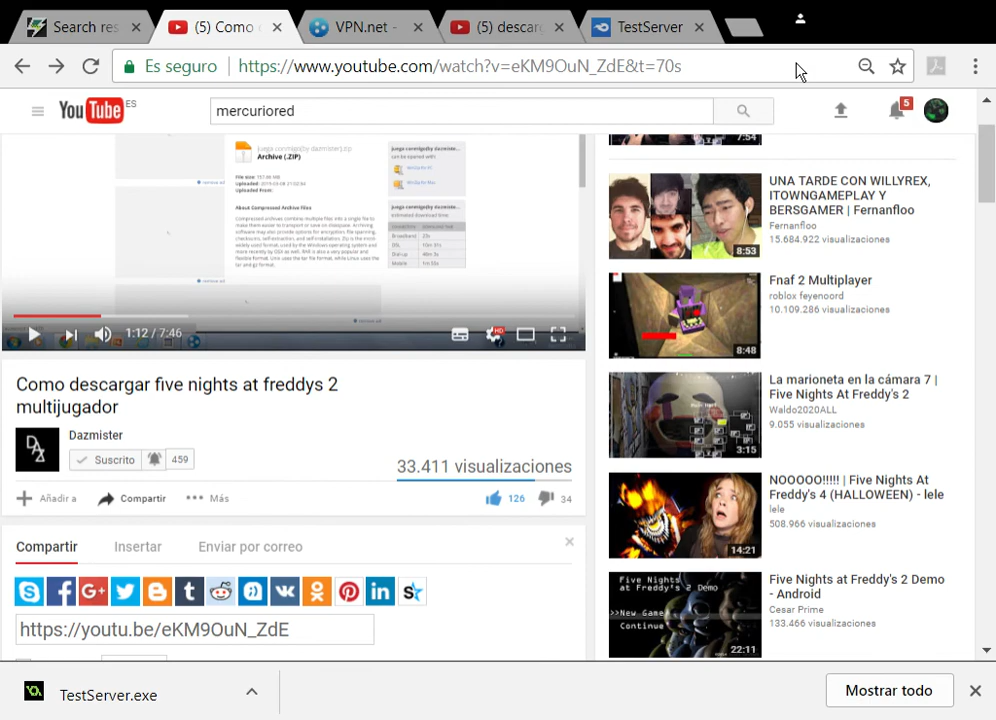 Search res
(5) Como
VPN.net -
(5) descar
TestServer
Es seguro
https://www.youtube.com/watch?v=eKM9OuN_ZdE&t=70s
YouTube ES
mercuriored
5
Archive (.ZIP)
About Compressed Archive Files
1:12 / 7:46
HD
Como descargar five nights at freddys 2
multijugador
Dazmister
Suscrito
459
33.411 visualizaciones
Añadir a
Compartir
Más
126
34
Compartir
Insertar
Enviar por correo
https://youtu.be/eKM9OuN_ZdE
7:54
UNA TARDE CON WILLYREX,
ITOWNGAMEPLAY Y
BERSGAMER | Fernanfloo
Fernanfloo
15.684.922 visualizaciones
8:53
Fnaf 2 Multiplayer
roblox feyenoord
10.109.286 visualizaciones
8:48
La marioneta en la cámara 7 |
Five Nights At Freddy's 2
Waldo2020ALL
9.055 visualizaciones
3:15
NOOOOO!!!!! | Five Nights At
Freddy's 4 (HALLOWEEN) - lele
lele
508.966 visualizaciones
14:21
Five Nights
at Freddy's 2 Demo
>>New Game
Continue
22:11
Five Nights at Freddy's 2 Demo
- Android
Cesar Prime
133.466 visualizaciones
TestServer.exe
Mostrar todo